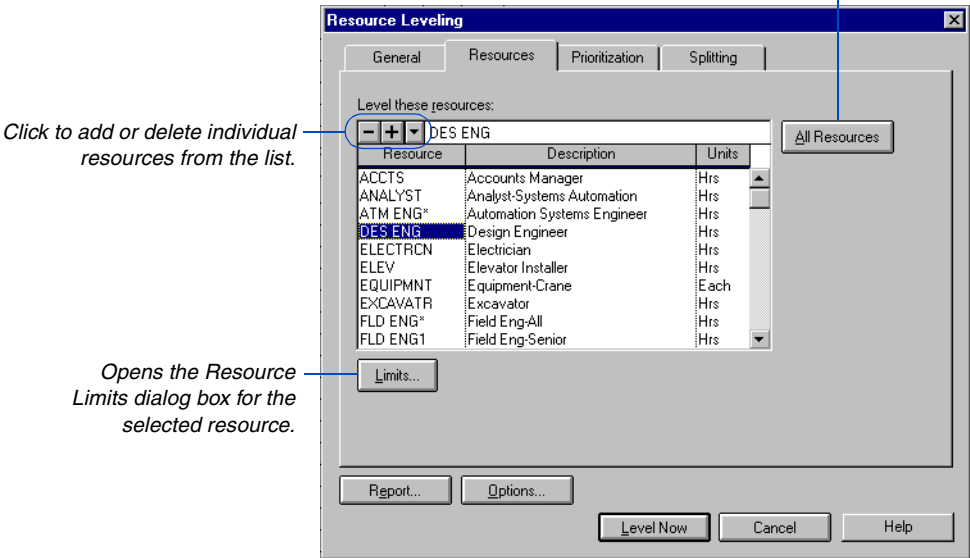 Resource Leveling
General Resources Prioritization Splitting
Level these resources:
Click to add or delete individual
resources from the list.
DES ENG
All Resources
Resource Description Units
ACCTS Accounts Manager Hrs
ANALYST Analyst-Systems Automation Hrs
ATM ENG* Automation Systems Engineer Hrs
DES ENG Design Engineer Hrs
ELECTRCN Electrician Hrs
ELEV Elevator Installer Hrs
EQUIPMNT Equipment-Crane Each
EXCAVATR Excavator Hrs
FLD ENG* Field Eng-All Hrs
FLD ENG1 Field Eng-Senior Hrs
Opens the Resource
Limits dialog box for the
selected resource.
Limits...
Report... Options...
Level Now Cancel Help